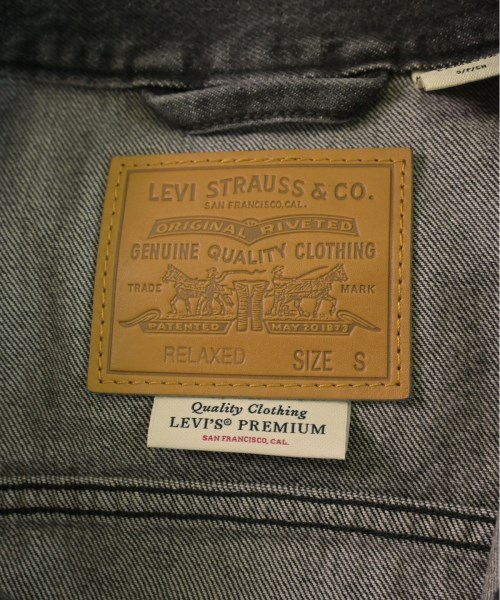 S/P/CH
LEVI STRAUSS & CO.
SAN FRANCISCO, CAL.
ORIGINAL RIVETED
GENUINE QUALITY CLOTHING
TRADE MARK
PATENTED MAY 20 1873
RELAXED SIZE S
Quality Clothing
LEVI'S® PREMIUM
SAN FRANCISCO, CAL.